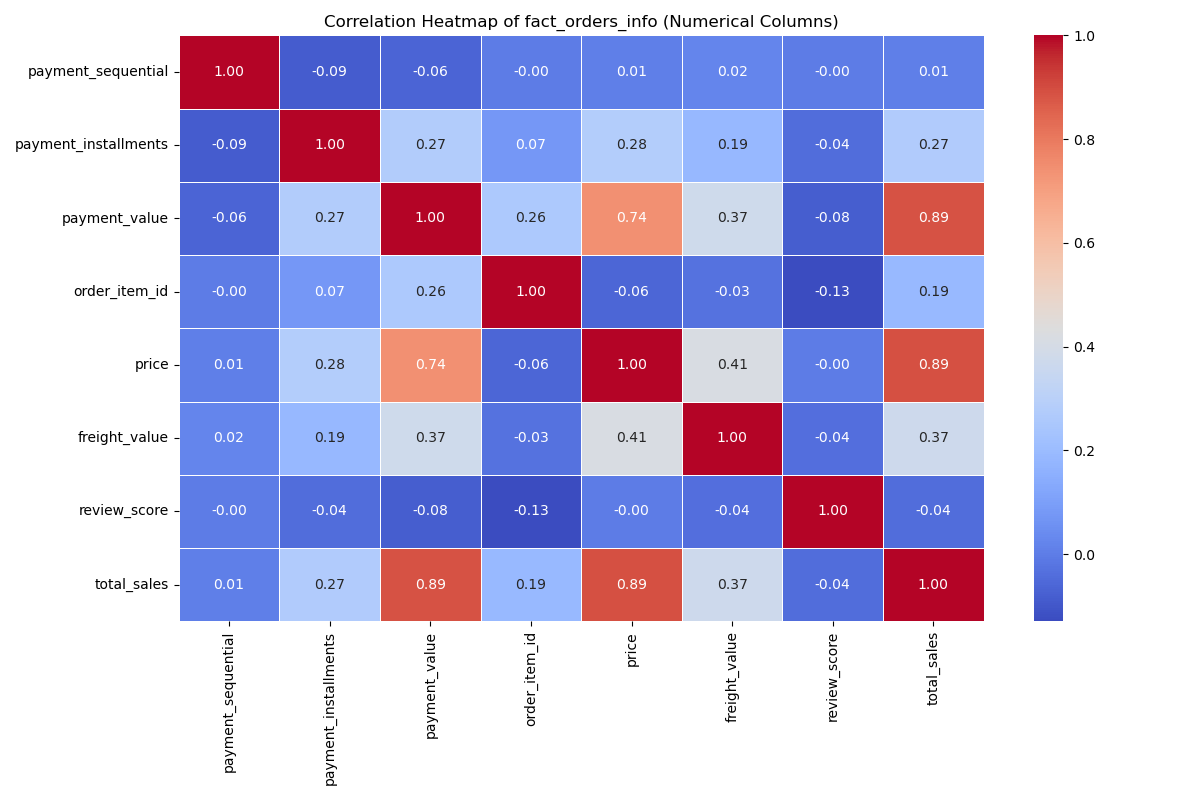 Correlation Heatmap of fact_orders_info (Numerical Columns)
payment_sequential 1.00 -0.09 -0.06 -0.00 0.01 0.02 -0.00 0.01
payment_installments -0.09 1.00 0.27 0.07 0.28 0.19 -0.04 0.27
payment_value -0.06 0.27 1.00 0.26 0.74 0.37 -0.08 0.89
order_item_id -0.00 0.07 0.26 1.00 -0.06 -0.03 -0.13 0.19
price 0.01 0.28 0.74 -0.06 1.00 0.41 -0.00 0.89
freight_value 0.02 0.19 0.37 -0.03 0.41 1.00 -0.04 0.37
review_score -0.00 -0.04 -0.08 -0.13 -0.00 -0.04 1.00 -0.04
total_sales 0.01 0.27 0.89 0.19 0.89 0.37 -0.04 1.00
payment_sequential
payment_installments
payment_value
order_item_id
price
freight_value
review_score
total_sales
1.0
0.8
0.6
0.4
0.2
0.0